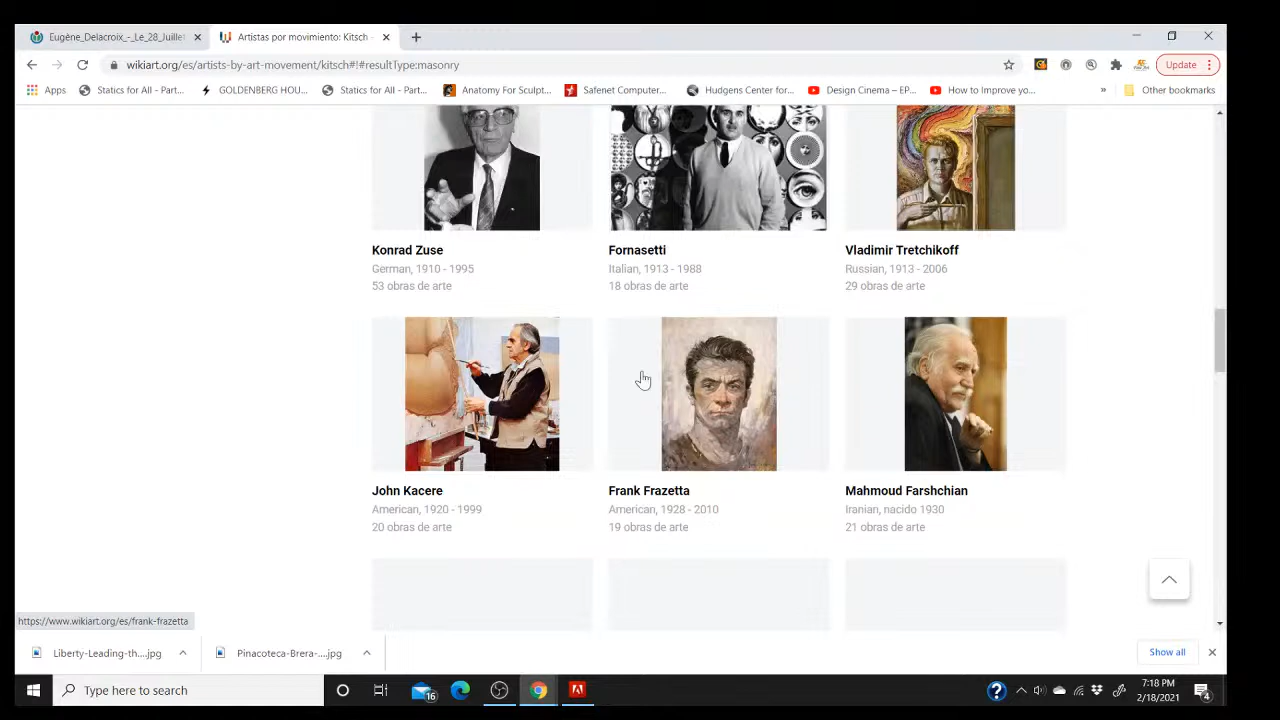 Eugène_Delacroix_-_Le_28_Juillet
Artistas por movimiento: Kitsch -
wikiart.org/es/artists-by-art-movement/kitsch#!#resultType:masonry
Update
Apps
Statics for All - Part...
GOLDENBERG HOU...
Statics for All - Part...
Anatomy For Sculpt...
Safenet Computer...
Hudgens Center for...
Design Cinema – EP...
How to Improve yo...
»
Other bookmarks
Konrad Zuse
German, 1910 - 1995
53 obras de arte
Fornasetti
Italian, 1913 - 1988
18 obras de arte
Vladimir Tretchikoff
Russian, 1913 - 2006
29 obras de arte
John Kacere
American, 1920 - 1999
20 obras de arte
Frank Frazetta
American, 1928 - 2010
19 obras de arte
Mahmoud Farshchian
Iranian, nacido 1930
21 obras de arte
https://www.wikiart.org/es/frank-frazetta
Liberty-Leading-th....jpg
Pinacoteca-Brera-....jpg
Show all
Type here to search
16
7:18 PM
2/18/2021
4